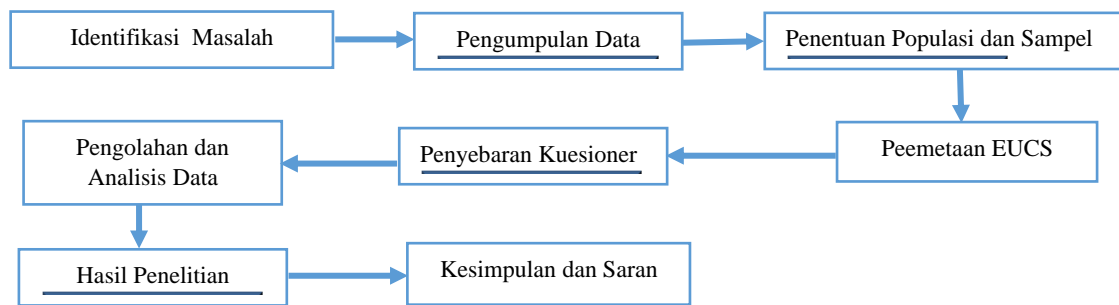 Identifikasi Masalah
Pengumpulan Data
Penentuan Populasi dan Sampel
Peemetaan EUCS
Penyebaran Kuesioner
Pengolahan dan
Analisis Data
Hasil Penelitian
Kesimpulan dan Saran